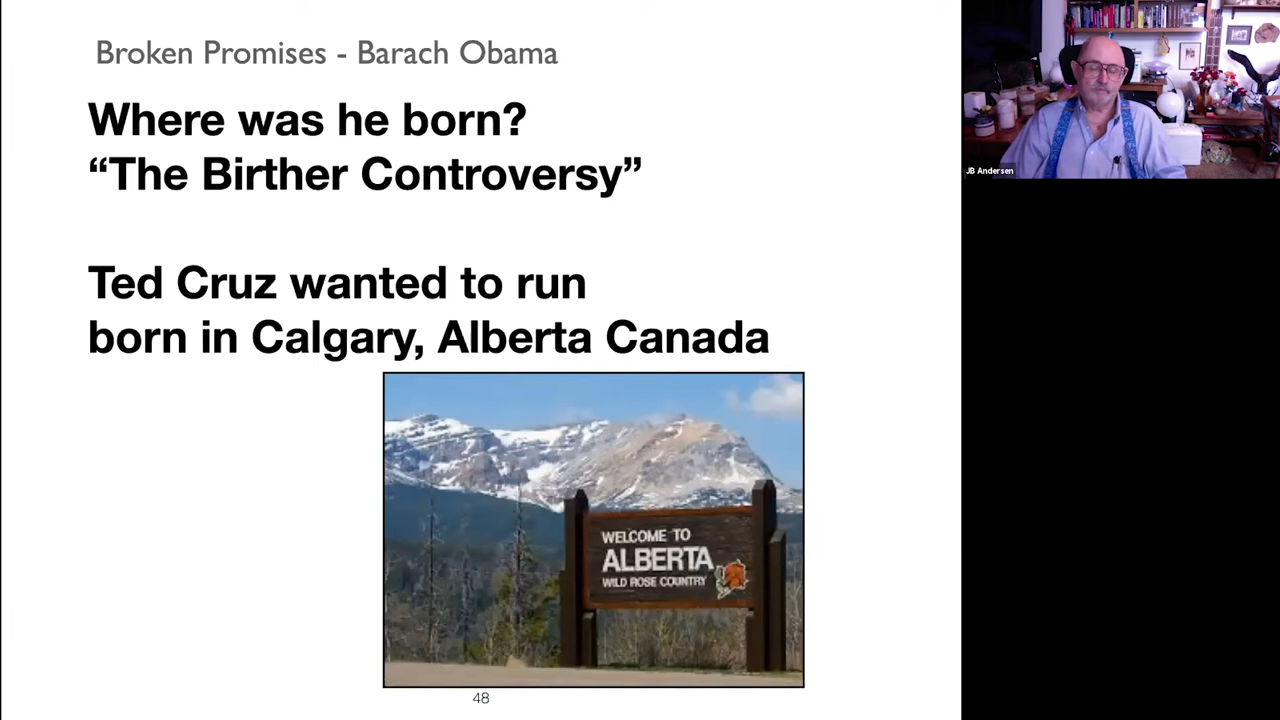 Broken Promises - Barach Obama
Where was he born?
“The Birther Controversy”
Ted Cruz wanted to run
born in Calgary, Alberta Canada
WELCOME TO
ALBERTA
WILD ROSE COUNTRY
48
JB Andersen